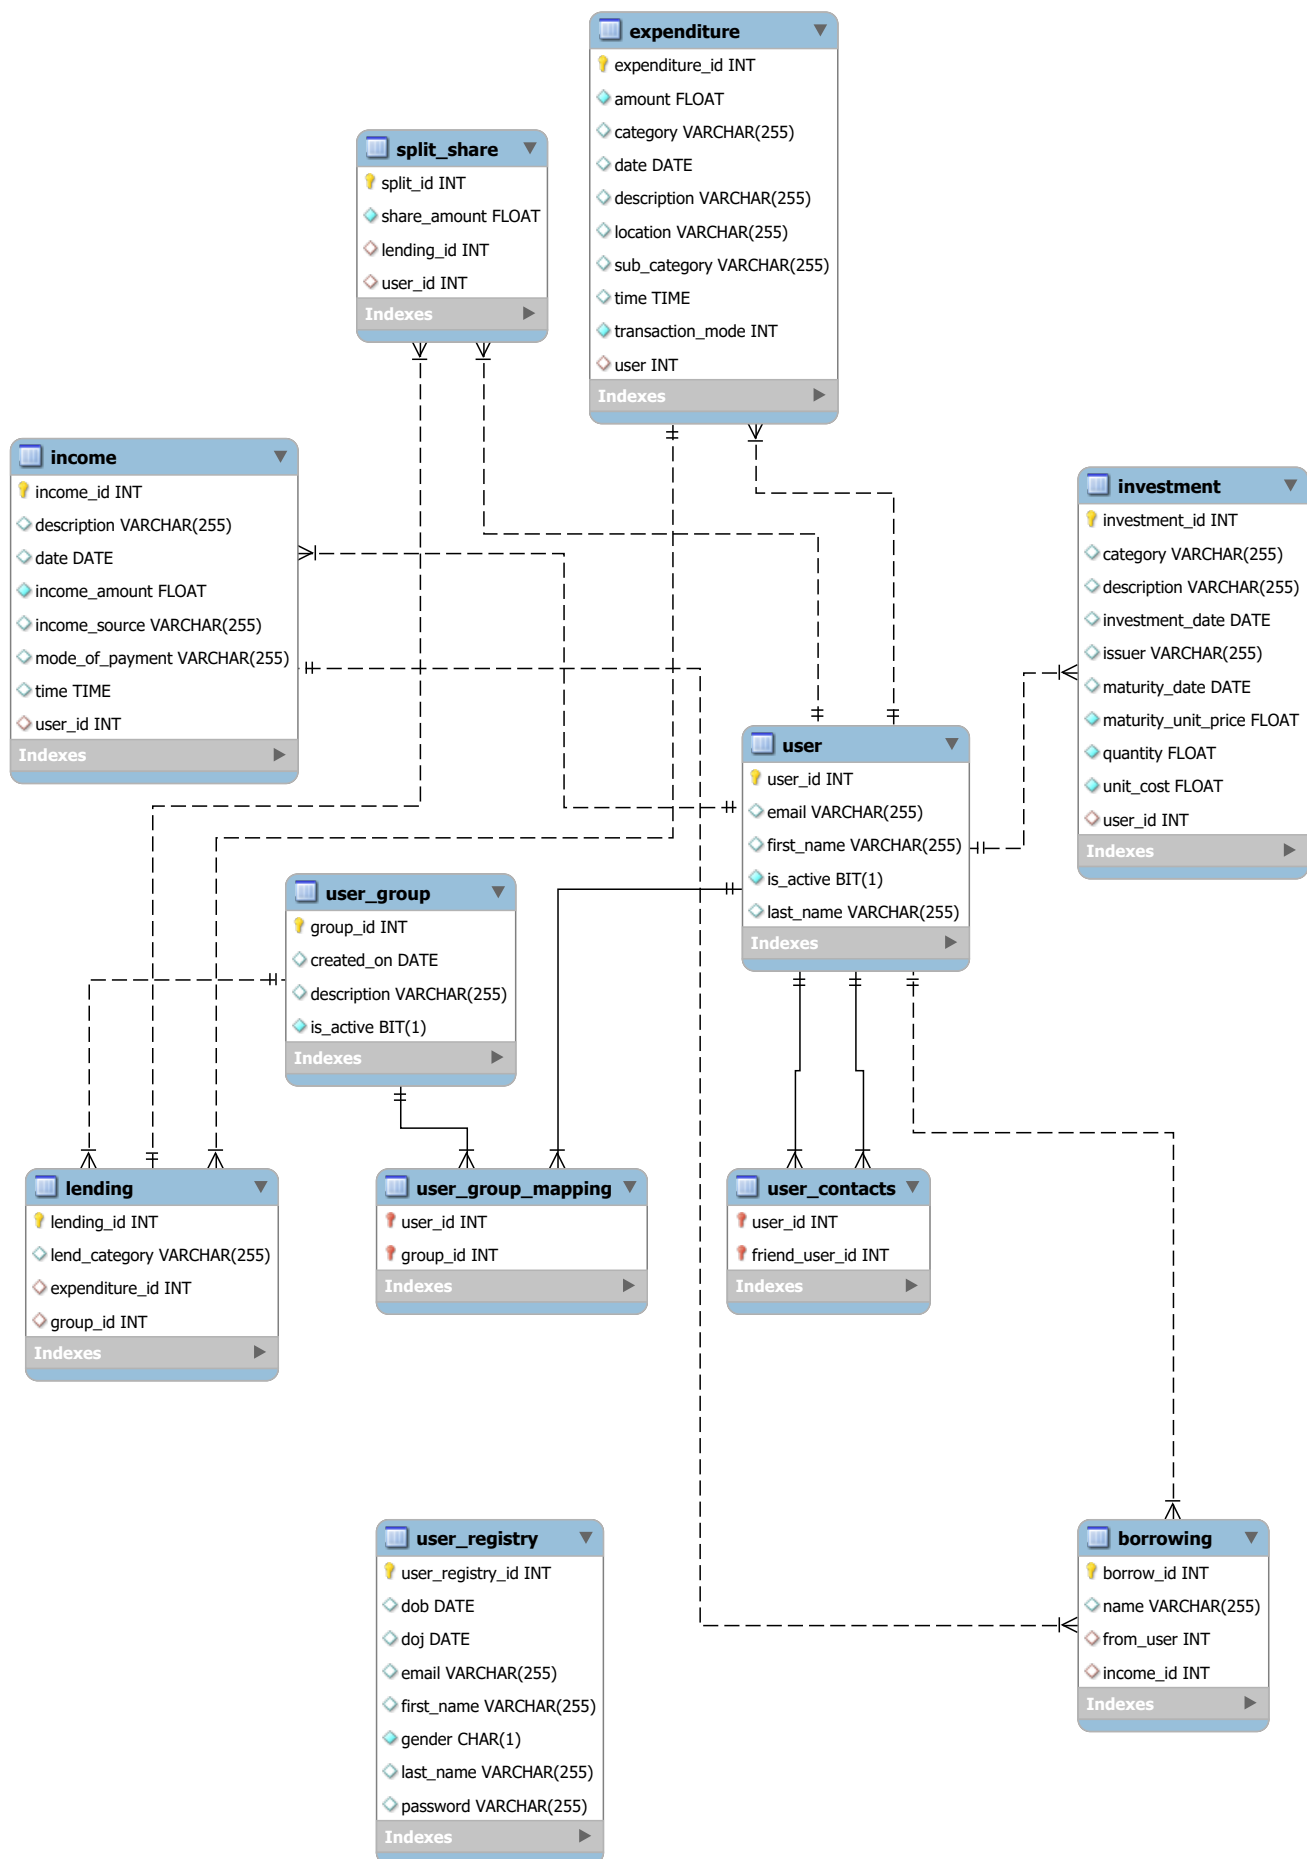 expenditure
expenditure_id INT
amount FLOAT
category VARCHAR(255)
date DATE
description VARCHAR(255)
location VARCHAR(255)
sub_category VARCHAR(255)
time TIME
transaction_mode INT
user INT
Indexes
split_share
split_id INT
share_amount FLOAT
lending_id INT
user_id INT
Indexes
income
income_id INT
description VARCHAR(255)
date DATE
income_amount FLOAT
income_source VARCHAR(255)
mode_of_payment VARCHAR(255)
time TIME
user_id INT
Indexes
investment
investment_id INT
category VARCHAR(255)
description VARCHAR(255)
investment_date DATE
issuer VARCHAR(255)
maturity_date DATE
maturity_unit_price FLOAT
quantity FLOAT
unit_cost FLOAT
user_id INT
Indexes
user
user_id INT
email VARCHAR(255)
first_name VARCHAR(255)
is_active BIT(1)
last_name VARCHAR(255)
Indexes
user_group
group_id INT
created_on DATE
description VARCHAR(255)
is_active BIT(1)
Indexes
lending
lending_id INT
lend_category VARCHAR(255)
expenditure_id INT
group_id INT
Indexes
user_group_mapping
user_id INT
group_id INT
Indexes
user_contacts
user_id INT
friend_user_id INT
Indexes
user_registry
user_registry_id INT
dob DATE
doj DATE
email VARCHAR(255)
first_name VARCHAR(255)
gender CHAR(1)
last_name VARCHAR(255)
password VARCHAR(255)
Indexes
borrowing
borrow_id INT
name VARCHAR(255)
from_user INT
income_id INT
Indexes